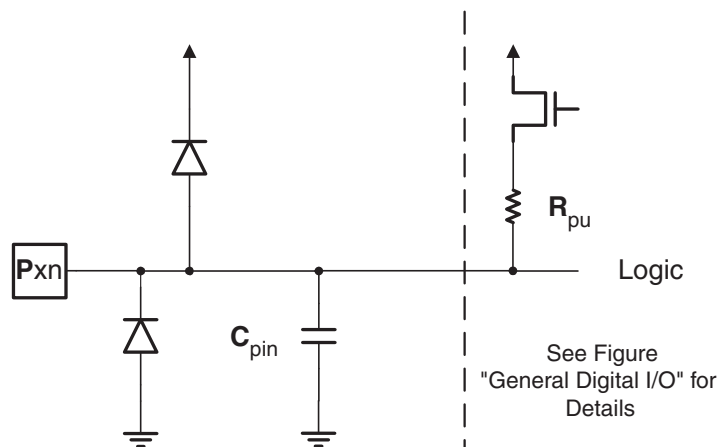 R
pu
Pxn
Logic
C
pin
See Figure
"General Digital I/O" for
Details